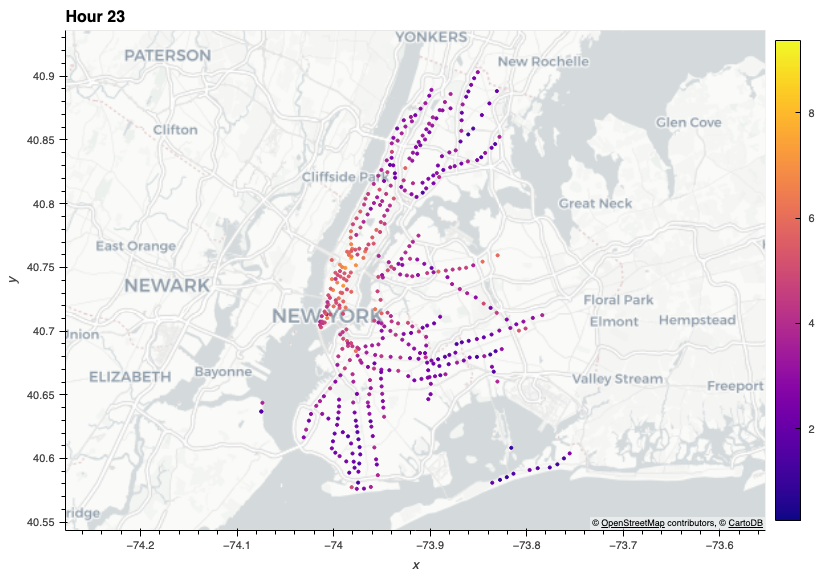 Hour 23
YONKERS
PATERSON
New Rochelle
Clifton
Glen Cove
Cliffside Park
Great Neck
East Orange
NEWARK
Floral Park
NEW YORK
Elmont
Hempstead
Union
Bayonne
ELIZABETH
Valley Stream
Freeport
ridge
© OpenStreetMap contributors, © CartoDB
40.9
40.85
40.8
40.75
40.7
40.65
40.6
40.55
y
−74.2
−74.1
−74
−73.9
−73.8
−73.7
−73.6
x
8
6
4
2